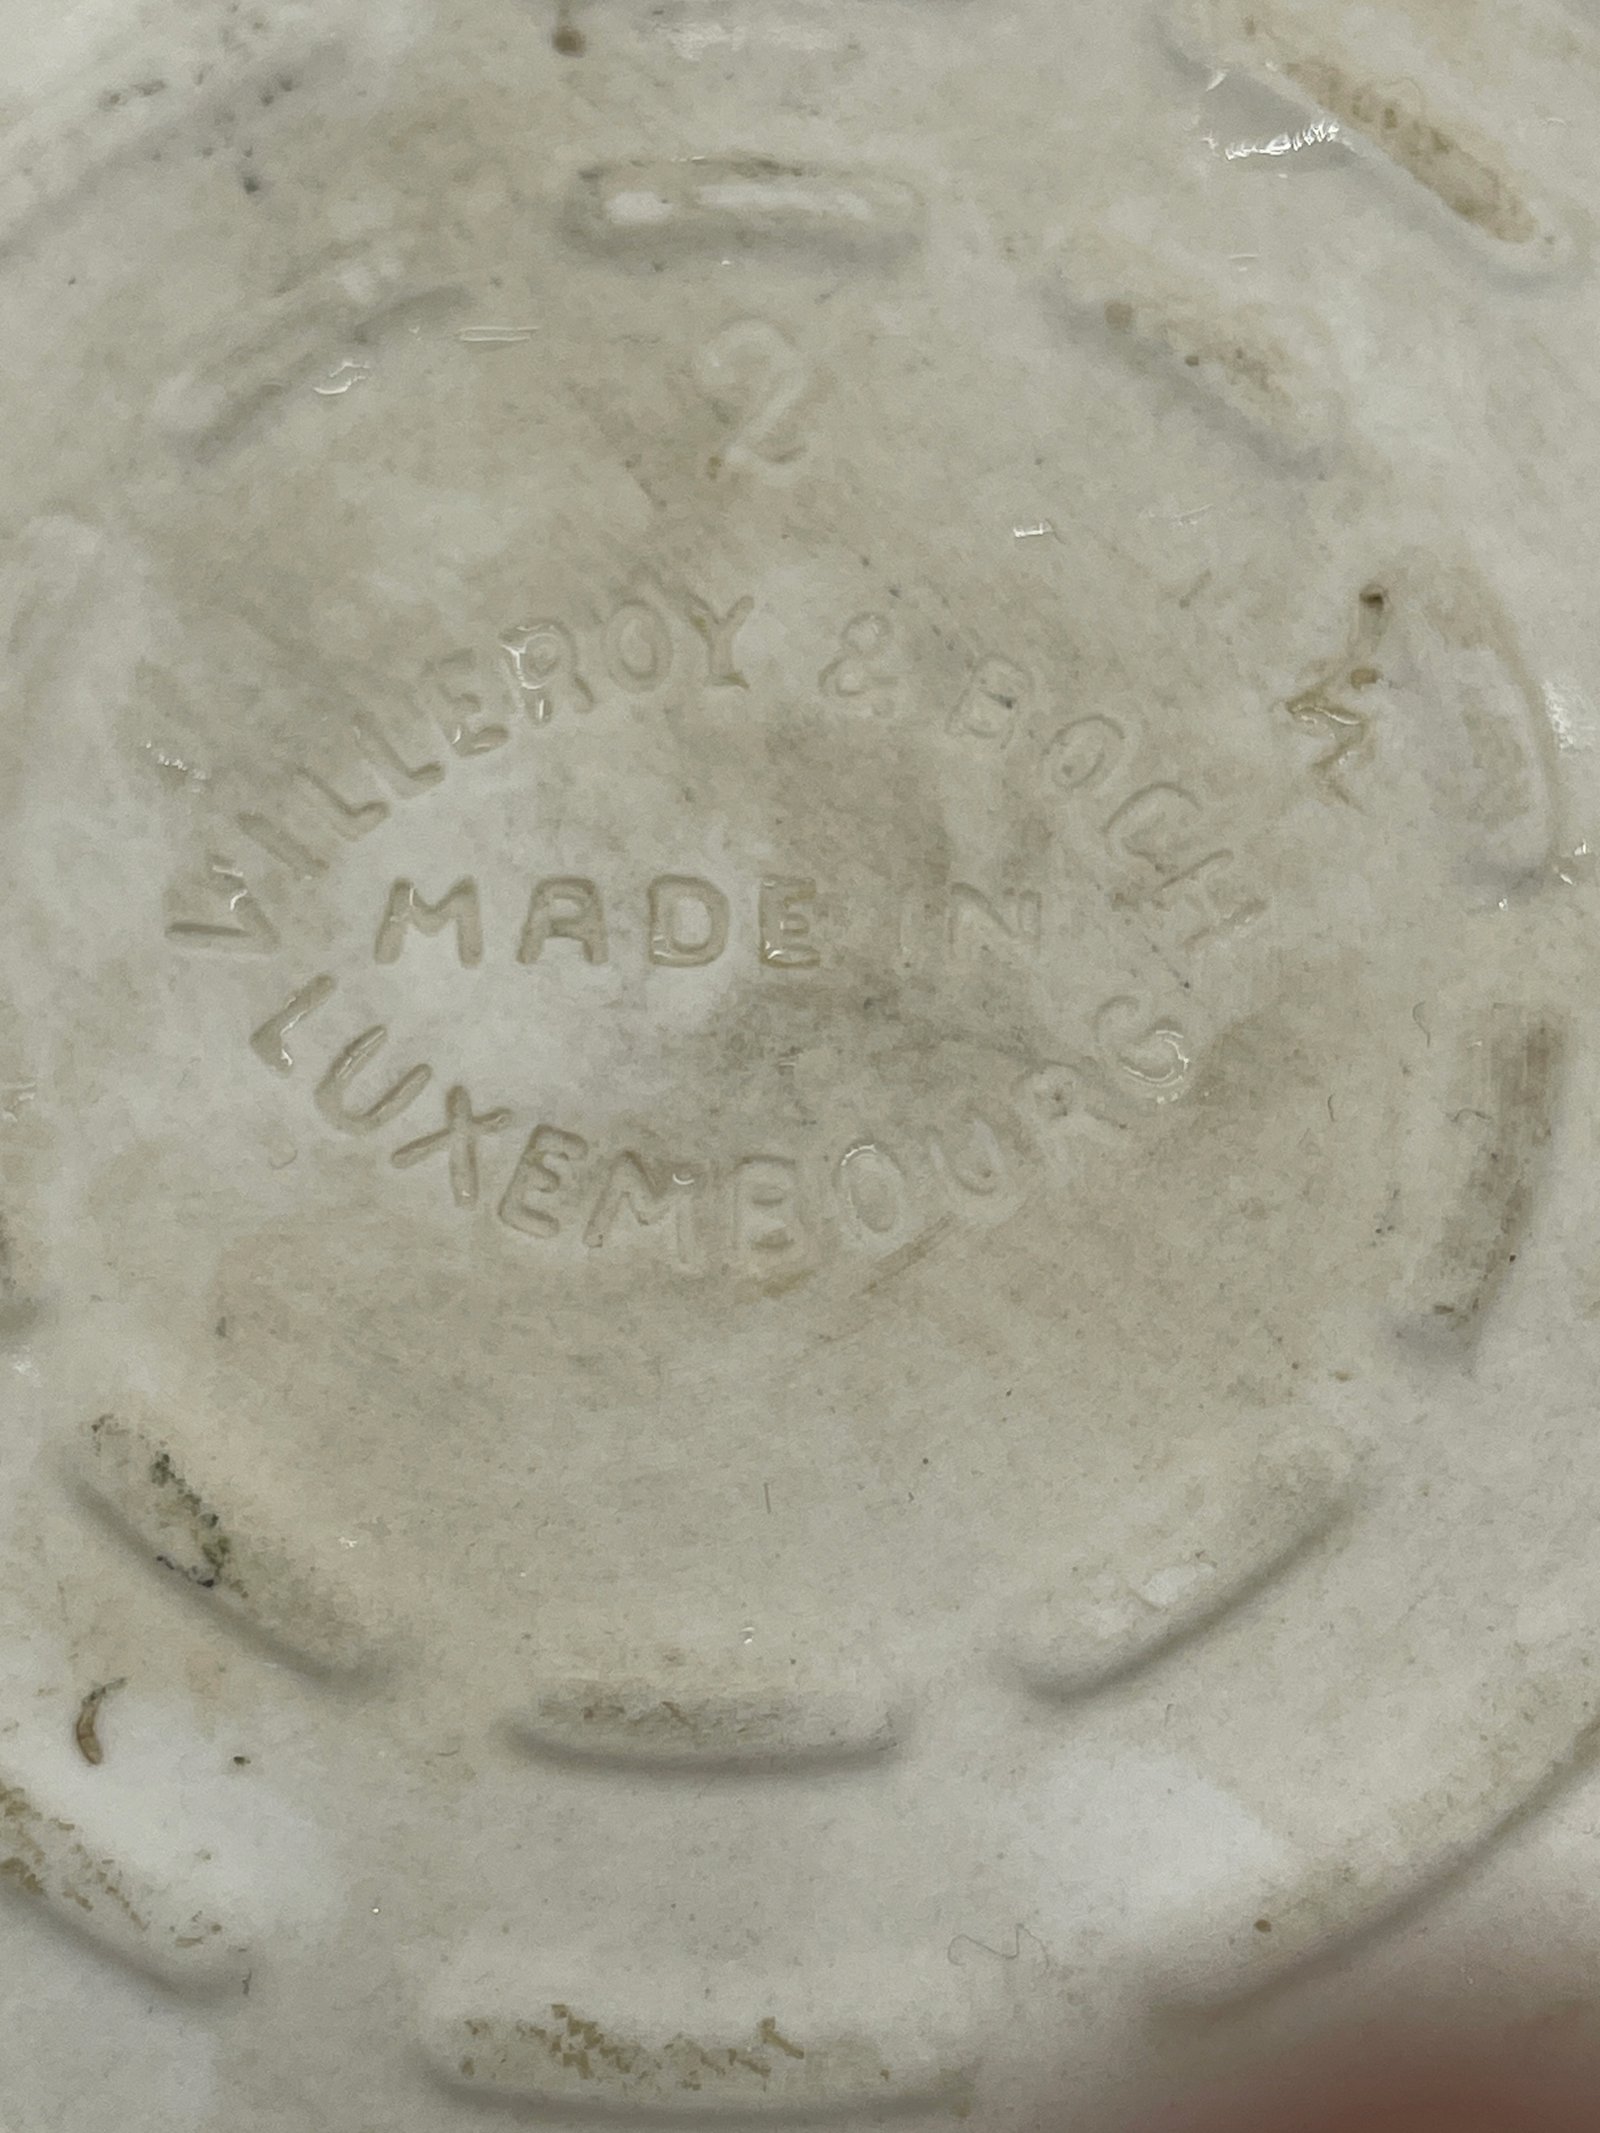 2
VILLEROY & BOCH
MADE IN
LUXEMBOURG